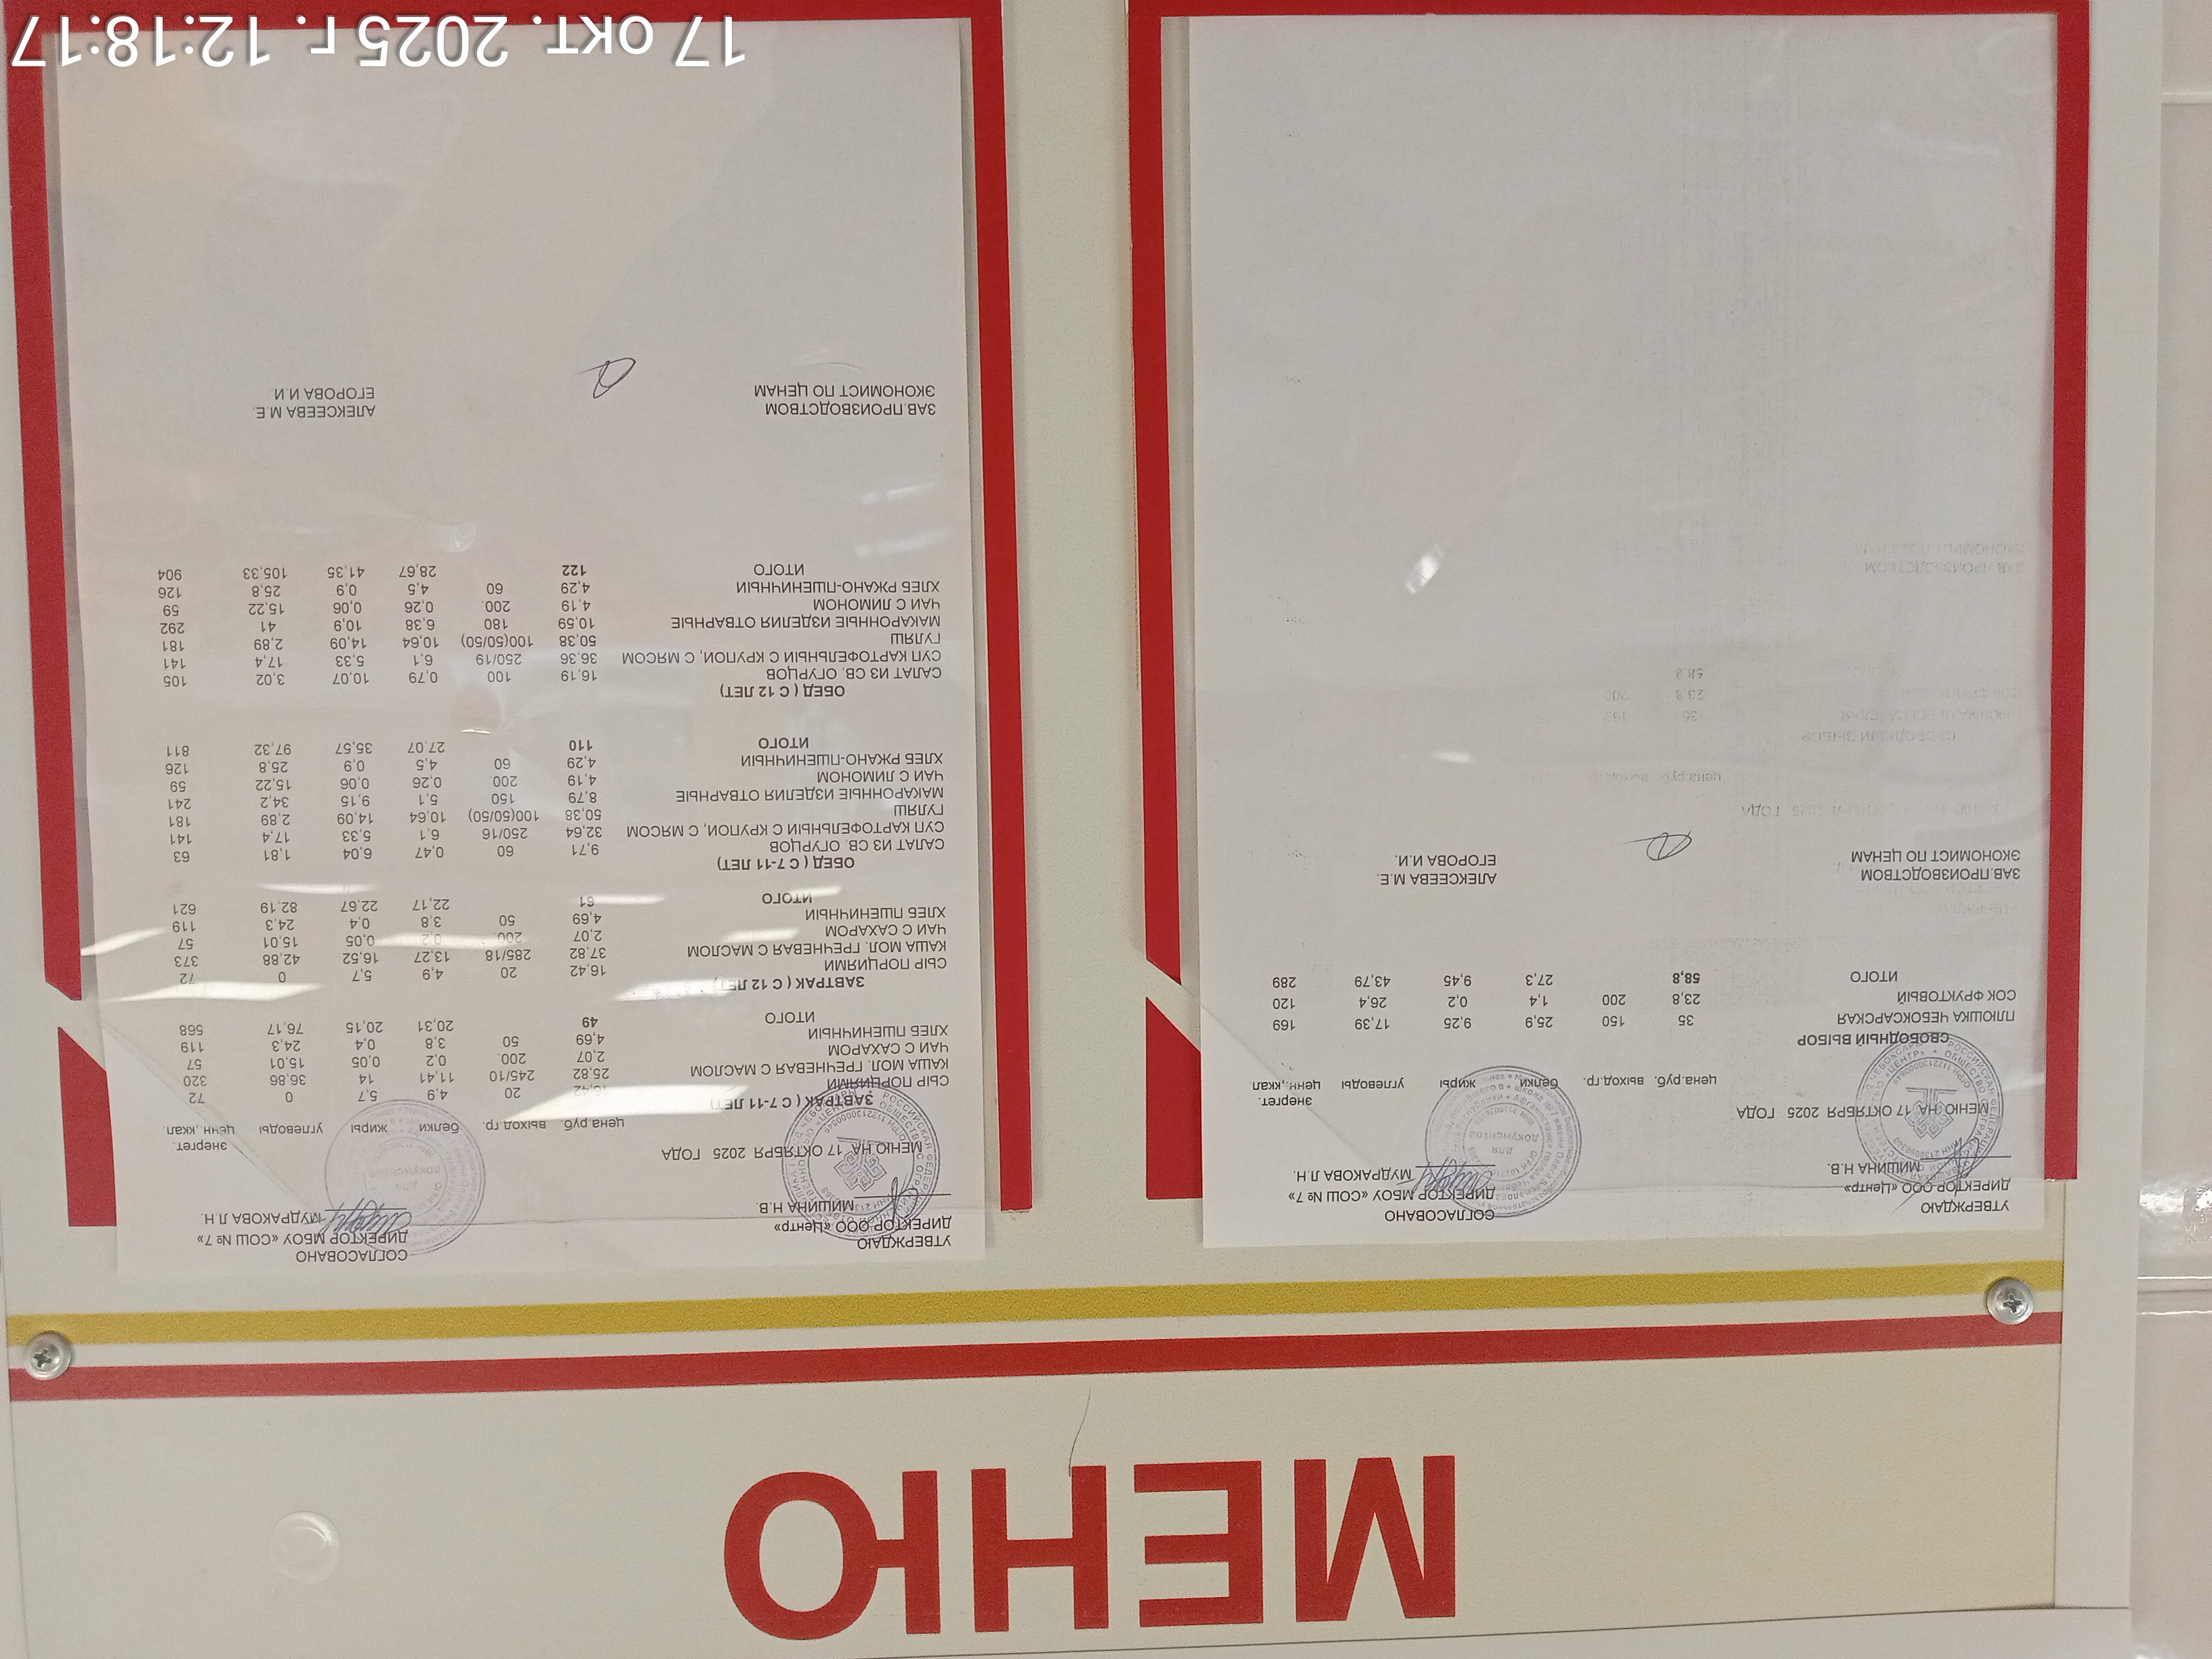 МЕНЮ
УТВЕРЖДАЮ
ДИРЕКТОР ООО «Центр»
МИШИНА Н.В.
СОГЛАСОВАНО
ДИРЕКТОР МБОУ «СОШ № 7»
МУДРАКОВА Л.Н.
МЕНЮ НА 17 ОКТЯБРЯ 2025 ГОДА
цена.руб. выход.гр. белки жиры углеводы энергет. ценн.,ккал.
СВОБОДНЫЙ ВЫБОР
ПЛЮШКА ЧЕБОКСАРСКАЯ 35 150 25,9 9,25 17,39 169
СОК ФРУКТОВЫЙ 23,8 200 1,4 0,2 26,4 120
ИТОГО 58,8 27,3 9,45 43,79 289
ЗАВ.ПРОИЗВОДСТВОМ АЛЕКСЕЕВА М.Е.
ЭКОНОМИСТ ПО ЦЕНАМ ЕГОРОВА И.И.
УТВЕРЖДАЮ
ДИРЕКТОР ООО «Центр»
МИШИНА Н.В.
СОГЛАСОВАНО
ДИРЕКТОР МБОУ «СОШ № 7»
МУДРАКОВА Л.Н.
МЕНЮ НА 17 ОКТЯБРЯ 2025 ГОДА
цена.руб выход.гр. белки жиры углеводы энергет. ценн.,ккал.
ЗАВТРАК ( С 7-11 ЛЕТ)
СЫР ПОРЦИЯМИ 16,42 20 4,9 5,7 0 72
КАША МОЛ. ГРЕЧНЕВАЯ С МАСЛОМ 25,82 245/10 11,41 14 36,86 320
ЧАЙ С САХАРОМ 2,07 200 0,2 0,05 15,01 57
ХЛЕБ ПШЕНИЧНЫЙ 4,69 50 3,8 0,4 24,3 119
ИТОГО 49 20,31 20,15 76,17 568
ЗАВТРАК ( С 12 ЛЕТ)
СЫР ПОРЦИЯМИ 16,42 20 4,9 5,7 0 72
КАША МОЛ. ГРЕЧНЕВАЯ С МАСЛОМ 37,82 285/18 13,27 16,52 42,88 373
ЧАЙ С САХАРОМ 2,07 200 0,2 0,05 15,01 57
ХЛЕБ ПШЕНИЧНЫЙ 4,69 50 3,8 0,4 24,3 119
ИТОГО 61 22,17 22,67 82,19 621
ОБЕД ( С 7-11 ЛЕТ)
САЛАТ ИЗ СВ. ОГУРЦОВ 9,71 60 0,47 6,04 1,81 63
СУП КАРТОФЕЛЬНЫЙ С КРУПОЙ, С МЯСОМ 32,64 250/16 6,1 5,33 17,4 141
ГУЛЯШ 50,38 100(50/50) 10,64 14,09 2,89 181
МАКАРОННЫЕ ИЗДЕЛИЯ ОТВАРНЫЕ 8,79 150 5,1 9,15 34,2 241
ЧАЙ С ЛИМОНОМ 4,19 200 0,26 0,06 15,22 59
ХЛЕБ РЖАНО-ПШЕНИЧНЫЙ 4,29 60 4,5 0,9 25,8 126
ИТОГО 110 27,07 35,57 97,32 811
ОБЕД ( С 12 ЛЕТ)
САЛАТ ИЗ СВ. ОГУРЦОВ 16,19 100 0,79 10,07 3,02 105
СУП КАРТОФЕЛЬНЫЙ С КРУПОЙ, С МЯСОМ 36,36 250/19 6,1 5,33 17,4 141
ГУЛЯШ 50,38 100(50/50) 10,64 14,09 2,89 181
МАКАРОННЫЕ ИЗДЕЛИЯ ОТВАРНЫЕ 10,59 180 6,38 10,9 41 292
ЧАЙ С ЛИМОНОМ 4,19 200 0,26 0,06 15,22 59
ХЛЕБ РЖАНО-ПШЕНИЧНЫЙ 4,29 60 4,5 0,9 25,8 126
ИТОГО 122 28,67 41,35 105,33 904
ЗАВ.ПРОИЗВОДСТВОМ АЛЕКСЕЕВА М.Е.
ЭКОНОМИСТ ПО ЦЕНАМ ЕГОРОВА И.И.
17 окт. 2025 г. 12:18:17